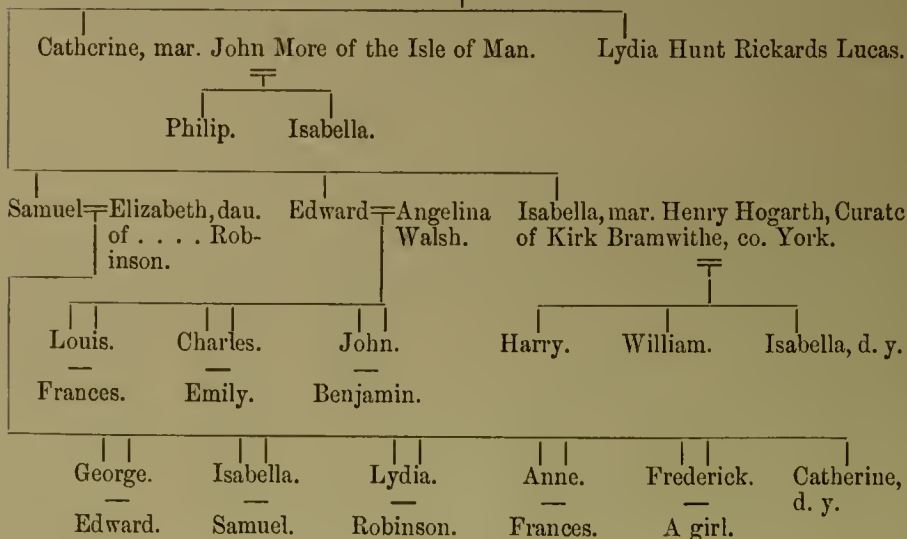 Catherine, mar. John More of the Isle of Man. Lydia Hunt Rickards Lucas.
Philip. Isabella.
Samuel Elizabeth, dau. of . . . . Robinson. Edward Angelina Walsh. Isabella, mar. Henry Hogarth, Curate of Kirk Bramwithe, co. York.
Louis. Charles. John. Harry. William. Isabella, d. y.
Frances. Emily. Benjamin.
George. Isabella. Lydia. Anne. Frederick. Catherine, d. y.
Edward. Samuel. Robinson. Frances. A girl.